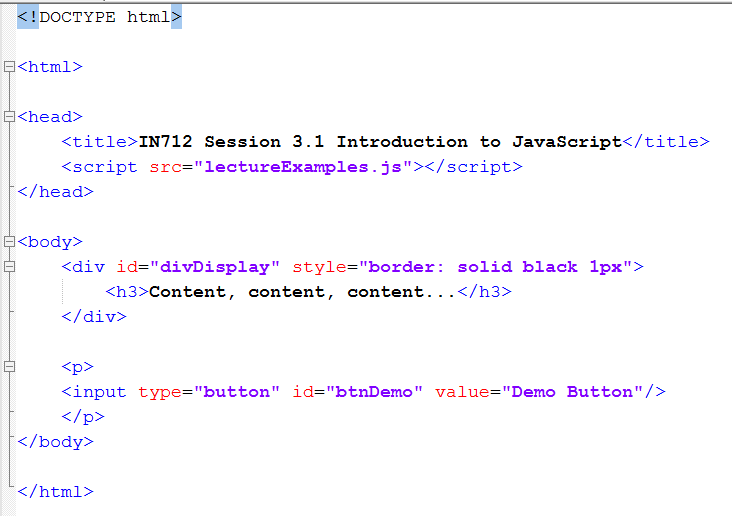 <!DOCTYPE html>
<html>
<head>
<title>IN712 Session 3.1 Introduction to JavaScript</title>
<script src="lectureExamples.js"></script>
</head>
<body>
<div id="divDisplay" style="border: solid black 1px">
<h3>Content, content, content...</h3>
</div>
<p>
<input type="button" id="btnDemo" value="Demo Button"/>
</p>
</body>
</html>